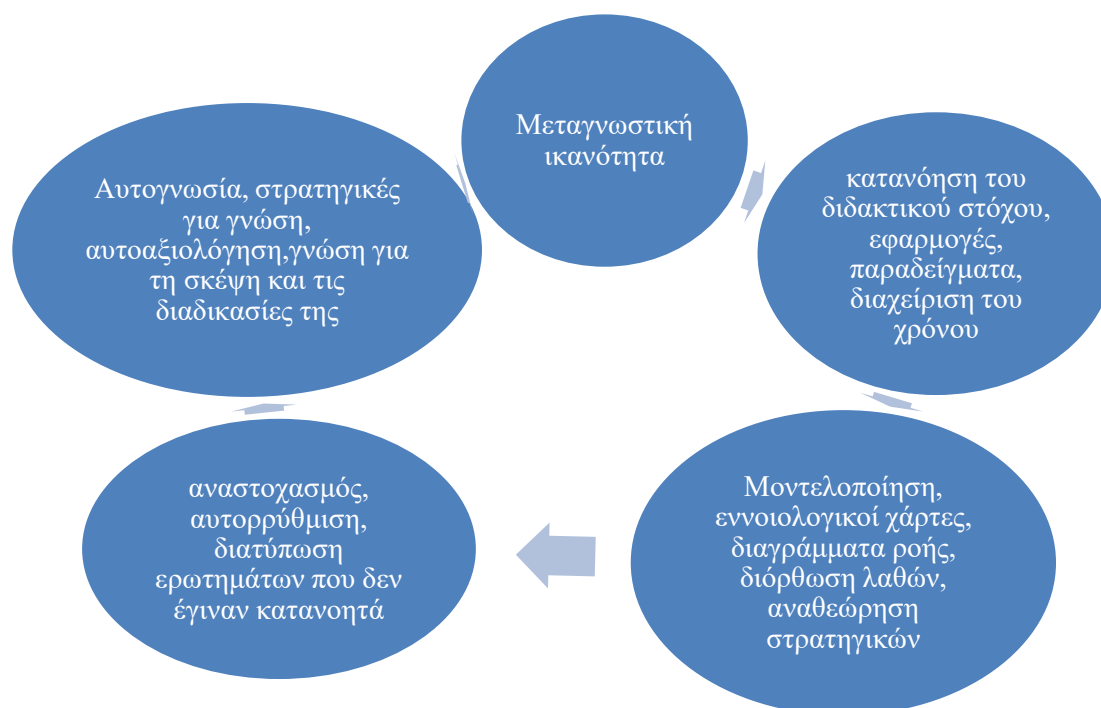 Μεταγνωστική
ικανότητα
κατανόηση του
διδακτικού στόχου,
εφαρμογές,
παραδείγματα,
διαχείριση του
χρόνου
Μοντελοποίηση,
εννοιολογικοί χάρτες,
διαγράμματα ροής,
διόρθωση λαθών,
αναθεώρηση
στρατηγικών
αναστοχασμός,
αυτορρύθμιση,
διατύπωση
ερωτημάτων που δεν
έγιναν κατανοητά
Αυτογνωσία, στρατηγικές
για γνώση,
αυτοαξιολόγηση,γνώση για
τη σκέψη και τις
διαδικασίες της